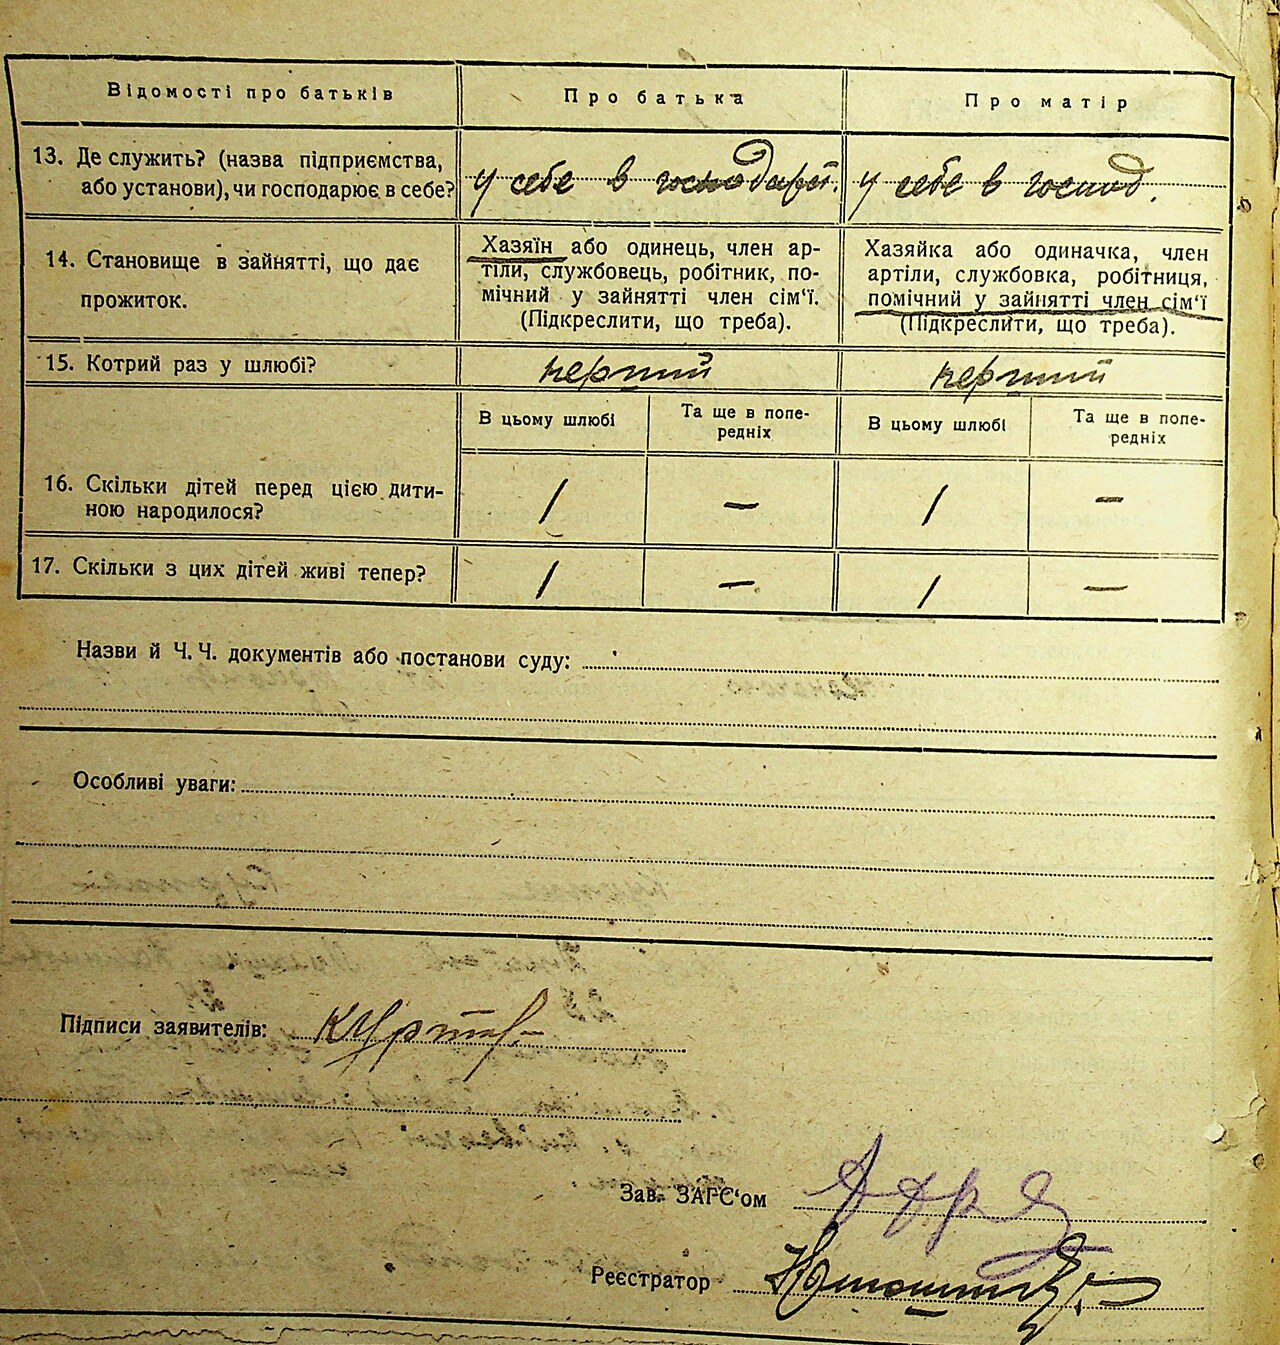 Відомості про батьків Про батька Про матір
13. Де служить? (назва підприємства, або установи), чи господарює в себе?
у себе в господарсі.
у себе в господ.
14. Становище в зайнятті, що дає
прожиток.
Хазяїн або одинець, член ар-
тіли, службовець, робітник, по-
мічний у зайнятті член сім'ї.
(Підкреслити, що треба).
Хазяйка або одиначка, член
артіли, службовка, робітниця,
помічний у зайнятті член сім'ї
(Підкреслити, що треба).
15. Котрий раз у шлюбі? перший перший
В цьому шлюбі
Та ще в попе-
редніх
В цьому шлюбі
Та ще в попе-
редніх
16. Скільки дітей перед цією дити-
ною народилося?
/ — / —
17. Скільки з цих дітей живі тепер? / — / —
Назви й Ч. Ч. документів або постанови суду:
Особливі уваги:
Підписи заявителів:
Зав. ЗАГС'ом
Реєстратор